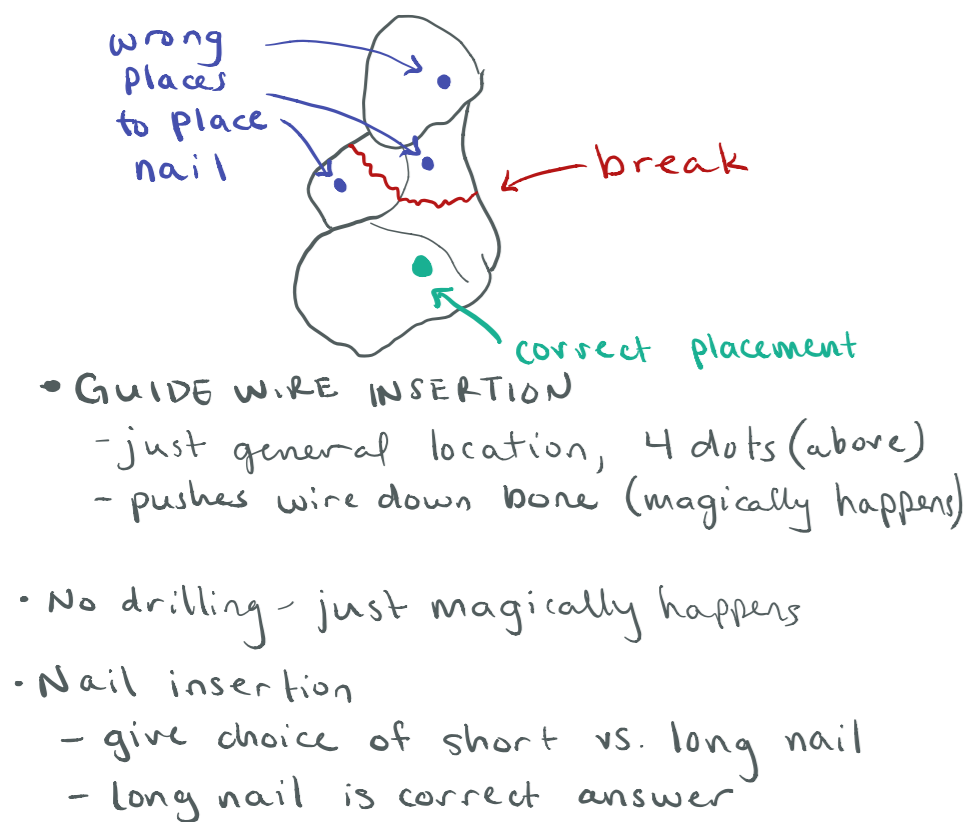 wrong
places
to place
nail
break
correct placement
• GUIDE WIRE INSERTION
- just general location, 4 dots (above)
- pushes wire down bone (magically happens)
• No drilling - just magically happens
• Nail insertion
- give choice of short vs. long nail
- long nail is correct answer